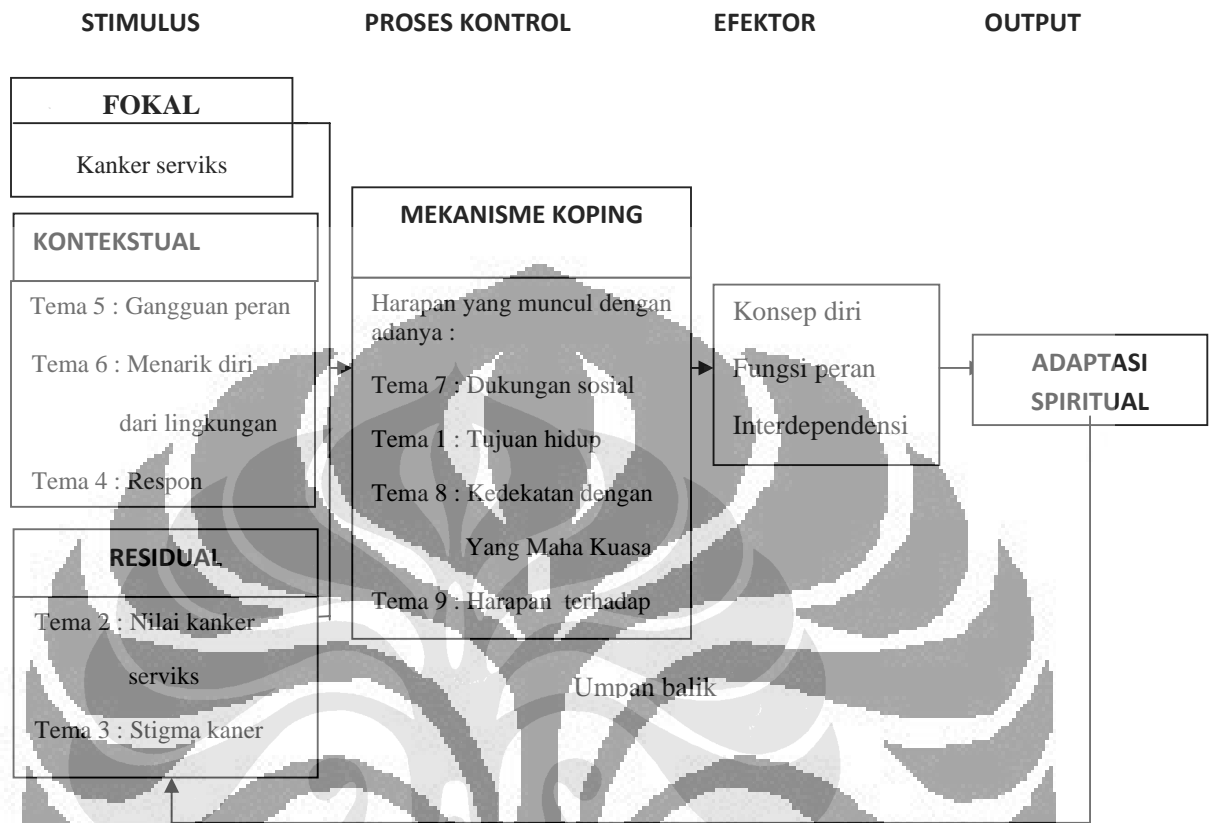 STIMULUS PROSES KONTROL EFEKTOR OUTPUT
FOKAL
Kanker serviks
KONTEKSTUAL
Tema 5 : Gangguan peran
Tema 6 : Menarik diri
dari lingkungan
Tema 4 : Respon
RESIDUAL
Tema 2 : Nilai kanker
serviks
Tema 3 : Stigma kaner
MEKANISME KOPING
Harapan yang muncul dengan
adanya :
Tema 7 : Dukungan sosial
Tema 1 : Tujuan hidup
Tema 8 : Kedekatan dengan
Yang Maha Kuasa
Tema 9 : Harapan terhadap
Konsep diri
Fungsi peran
Interdependensi
ADAPTASI
SPIRITUAL
Umpan balik